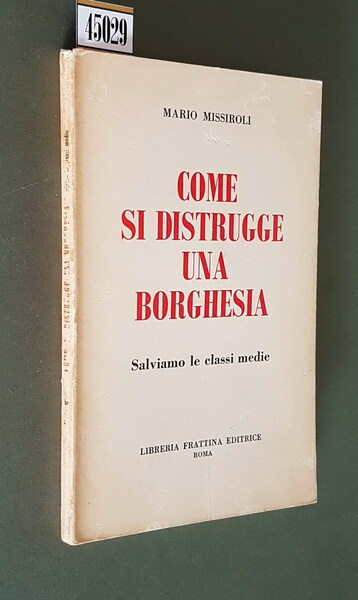 45029
MARIO MISSIROLI
COME
SI DISTRUGGE
UNA
BORGHESIA
Salviamo le classi medie
LIBRERIA FRATTINA EDITRICE
ROMA